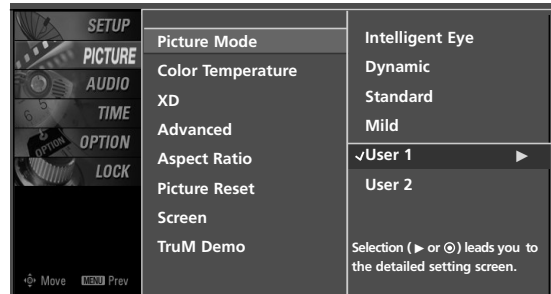 SETUP
PICTURE
AUDIO
TIME
OPTION
LOCK
Move MENU Prev
Picture Mode
Color Temperature
XD
Advanced
Aspect Ratio
Picture Reset
Screen
TruM Demo
Intelligent Eye
Dynamic
Standard
Mild
✓User 1 ▶
User 2
Selection ( ▶ or ⊙ ) leads you to
the detailed setting screen.